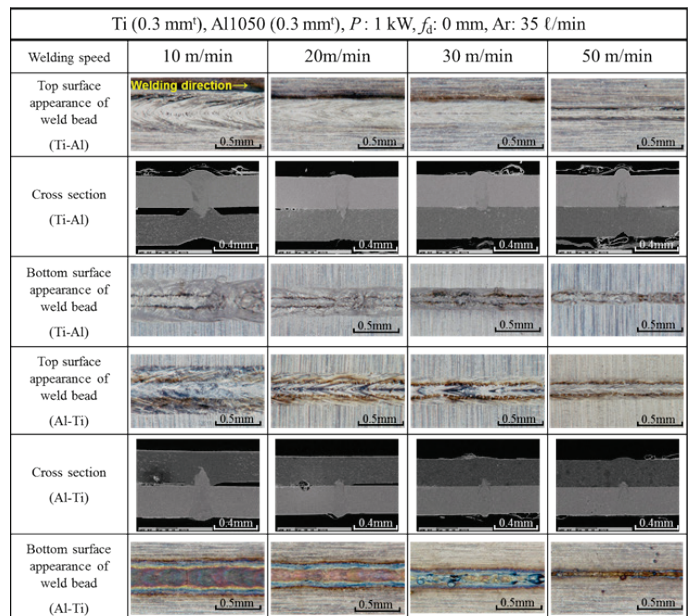 Ti (0.3 mmᵗ), Al1050 (0.3 mmᵗ), P : 1 kW, f_d: 0 mm, Ar: 35 ℓ/min
Welding speed 10 m/min 20m/min 30 m/min 50 m/min
Top surface
appearance of
weld bead
(Ti-Al)
Welding direction→
0.5mm 0.5mm 0.5mm 0.5mm
Cross section
(Ti-Al)
0.4mm 0.4mm 0.4mm 0.4mm
Bottom surface
appearance of
weld bead
(Ti-Al)
0.5mm 0.5mm 0.5mm 0.5mm
Top surface
appearance of
weld bead
(Al-Ti)
0.5mm 0.5mm 0.5mm 0.5mm
Cross section
(Al-Ti)
0.4mm 0.4mm 0.4mm 0.4mm
Bottom surface
appearance of
weld bead
(Al-Ti)
0.5mm 0.5mm 0.5mm 0.5mm